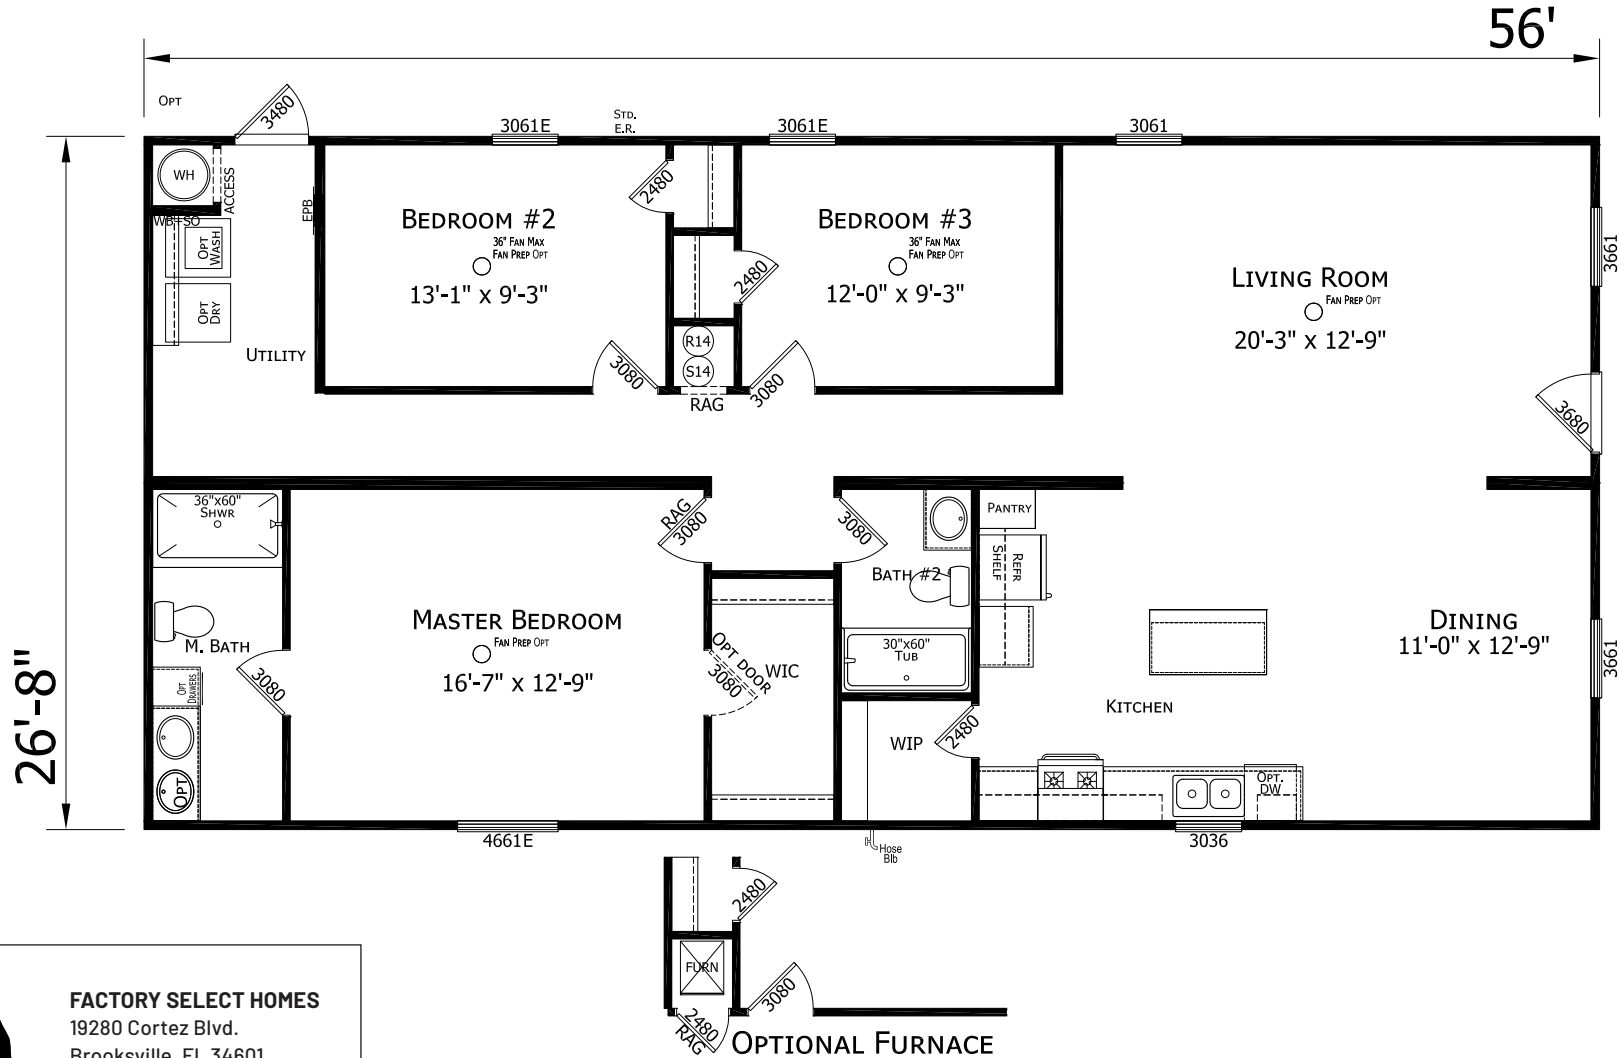 56'
OPT
3480
3061E
STD.
E.R.
3061E
3061
WH
ACCESS
WB+SO
EPB
OPT
WASH
OPT
DRY
UTILITY
BEDROOM #2
36" FAN MAX
FAN PREP OPT
13'-1" x 9'-3"
3080
2480
2480
R14
S14
RAG
BEDROOM #3
36" FAN MAX
FAN PREP OPT
12'-0" x 9'-3"
3080
LIVING ROOM
FAN PREP OPT
20'-3" x 12'-9"
3661
3680
26'-8"
36"x60"
SHWR
M. BATH
OPT
DRAWERS
OPT
3080
MASTER BEDROOM
FAN PREP OPT
16'-7" x 12'-9"
RAG
3080
OPT DOOR
3080
WIC
3080
BATH #2
30"x60"
TUB
WIP
2480
PANTRY
REFR
SHELF
KITCHEN
OPT.
DW
DINING
11'-0" x 12'-9"
3661
4661E
Hose
Blb
3036
2480
FURN
3080
2480
RAG
OPTIONAL FURNACE
FACTORY SELECT HOMES
19280 Cortez Blvd.
Brooksville, FL 34601